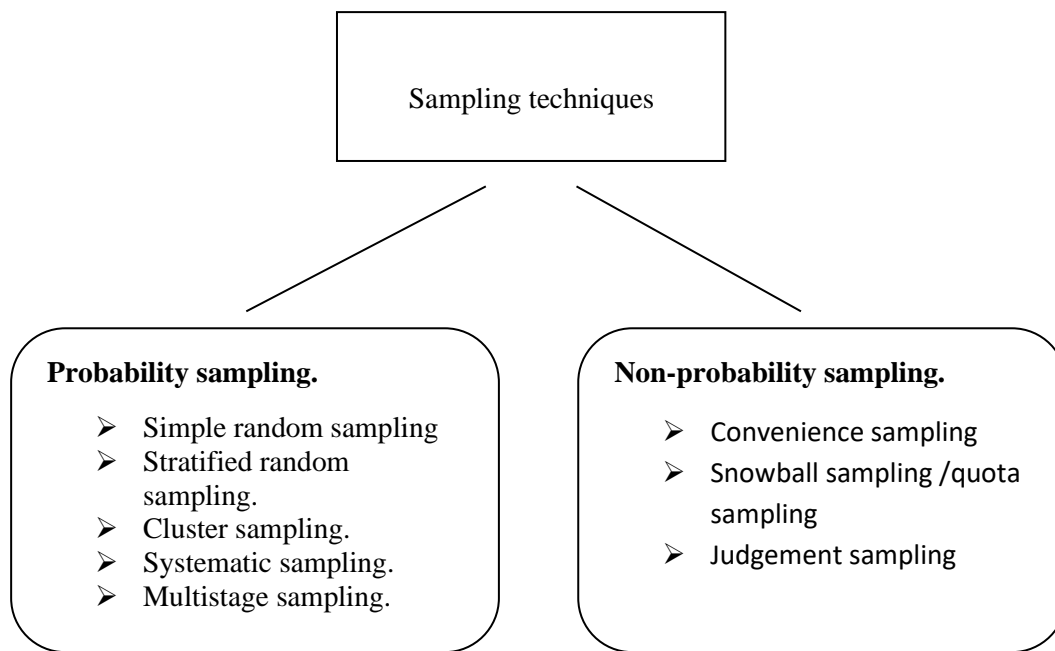 Sampling techniques
Probability sampling.
➢ Simple random sampling
➢ Stratified random
sampling.
➢ Cluster sampling.
➢ Systematic sampling.
➢ Multistage sampling.
Non-probability sampling.
➢ Convenience sampling
➢ Snowball sampling /quota
sampling
➢ Judgement sampling